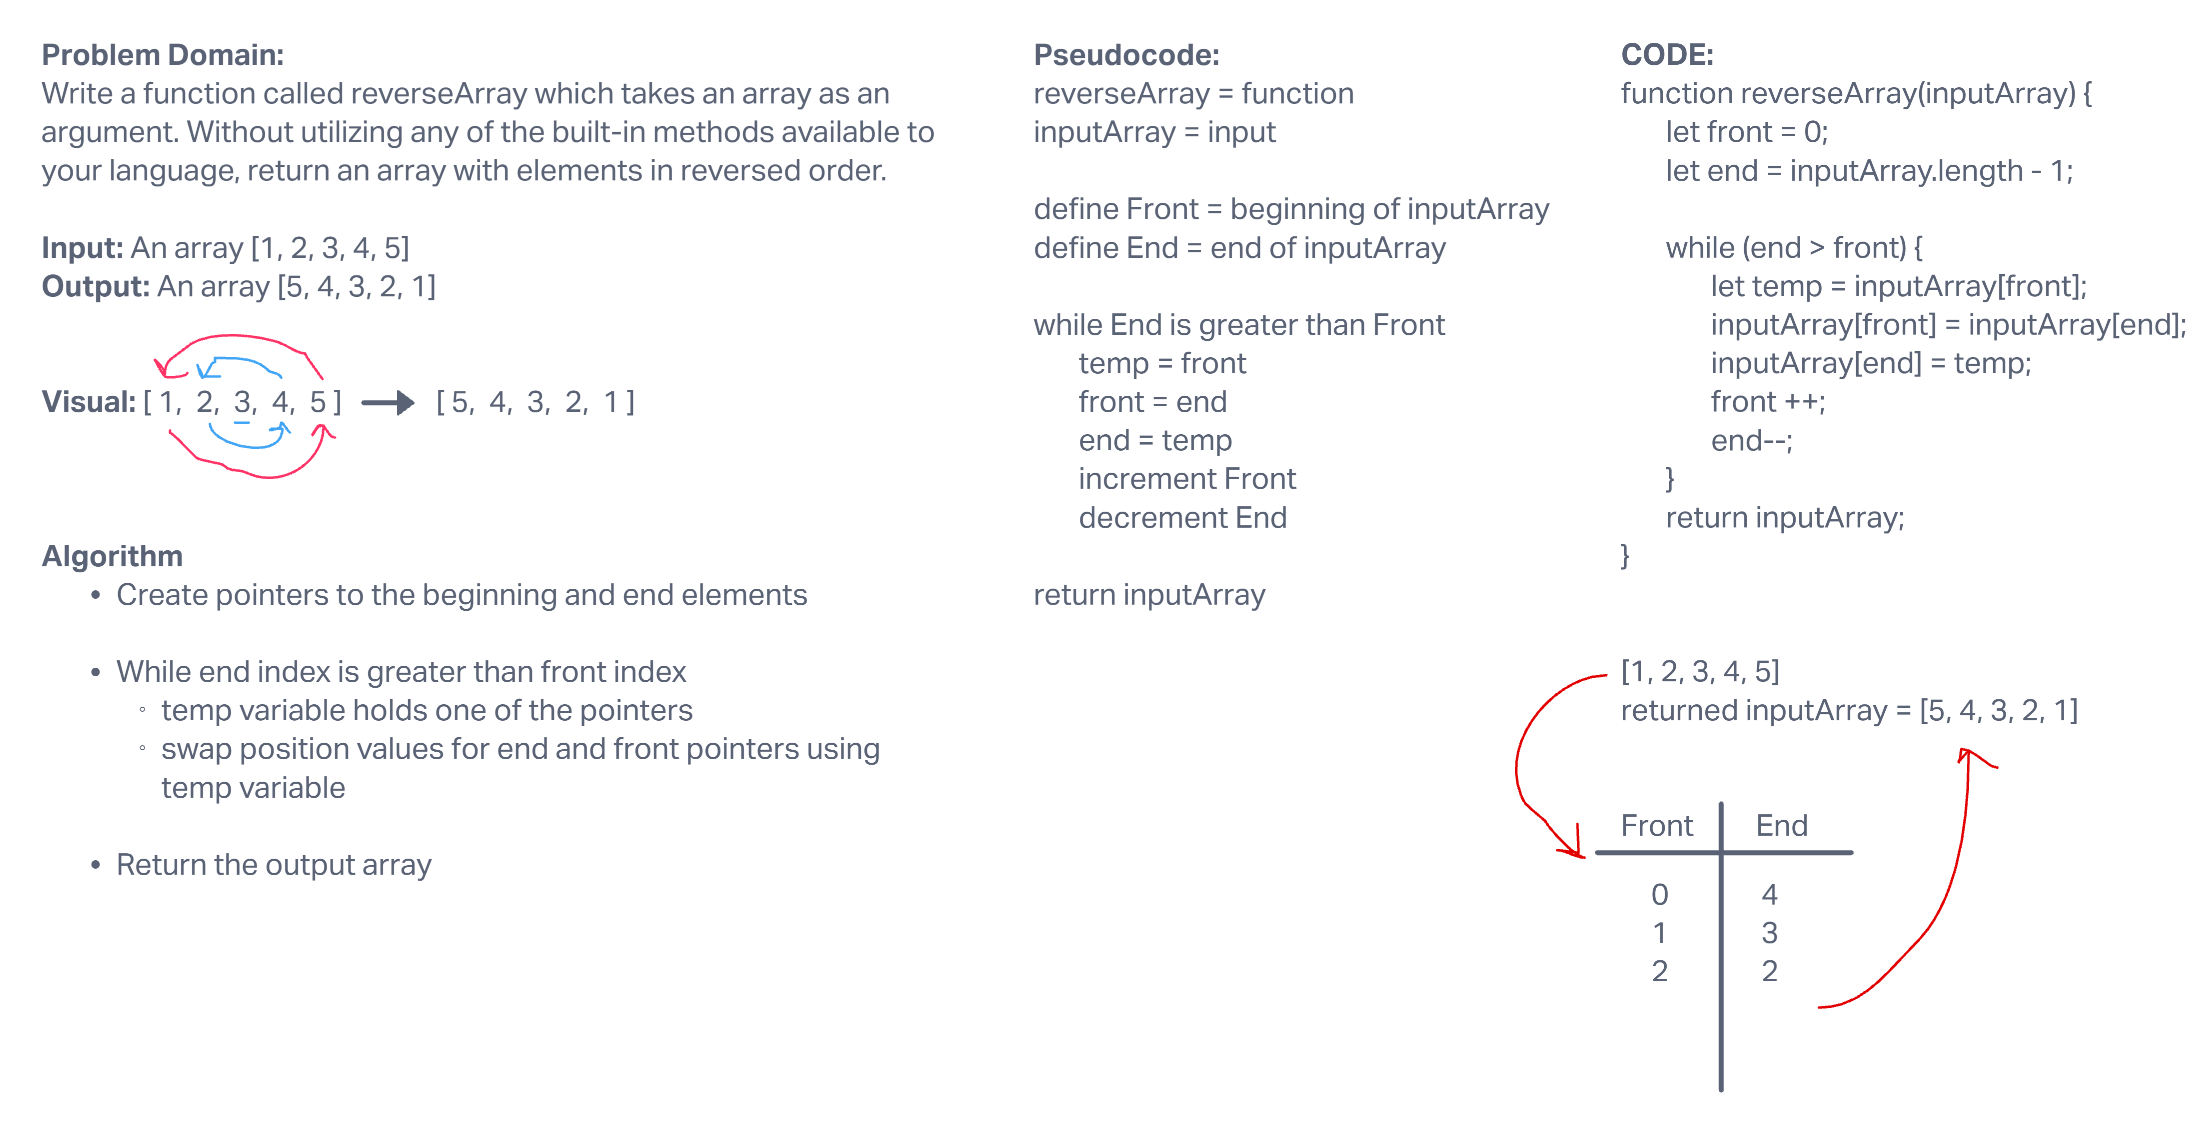 Problem Domain:
Write a function called reverseArray which takes an array as an
argument. Without utilizing any of the built-in methods available to
your language, return an array with elements in reversed order.
Input: An array [1, 2, 3, 4, 5]
Output: An array [5, 4, 3, 2, 1]
Visual: [ 1, 2, 3, 4, 5 ] [ 5, 4, 3, 2, 1 ]
Algorithm
• Create pointers to the beginning and end elements
• While end index is greater than front index
◦ temp variable holds one of the pointers
◦ swap position values for end and front pointers using
temp variable
• Return the output array
Pseudocode:
reverseArray = function
inputArray = input
define Front = beginning of inputArray
define End = end of inputArray
while End is greater than Front
temp = front
front = end
end = temp
increment Front
decrement End
return inputArray
CODE:
function reverseArray(inputArray) {
let front = 0;
let end = inputArray.length - 1;
while (end > front) {
let temp = inputArray[front];
inputArray[front] = inputArray[end];
inputArray[end] = temp;
front ++;
end--;
}
return inputArray;
}
[1, 2, 3, 4, 5]
returned inputArray = [5, 4, 3, 2, 1]
Front End
0 4
1 3
2 2